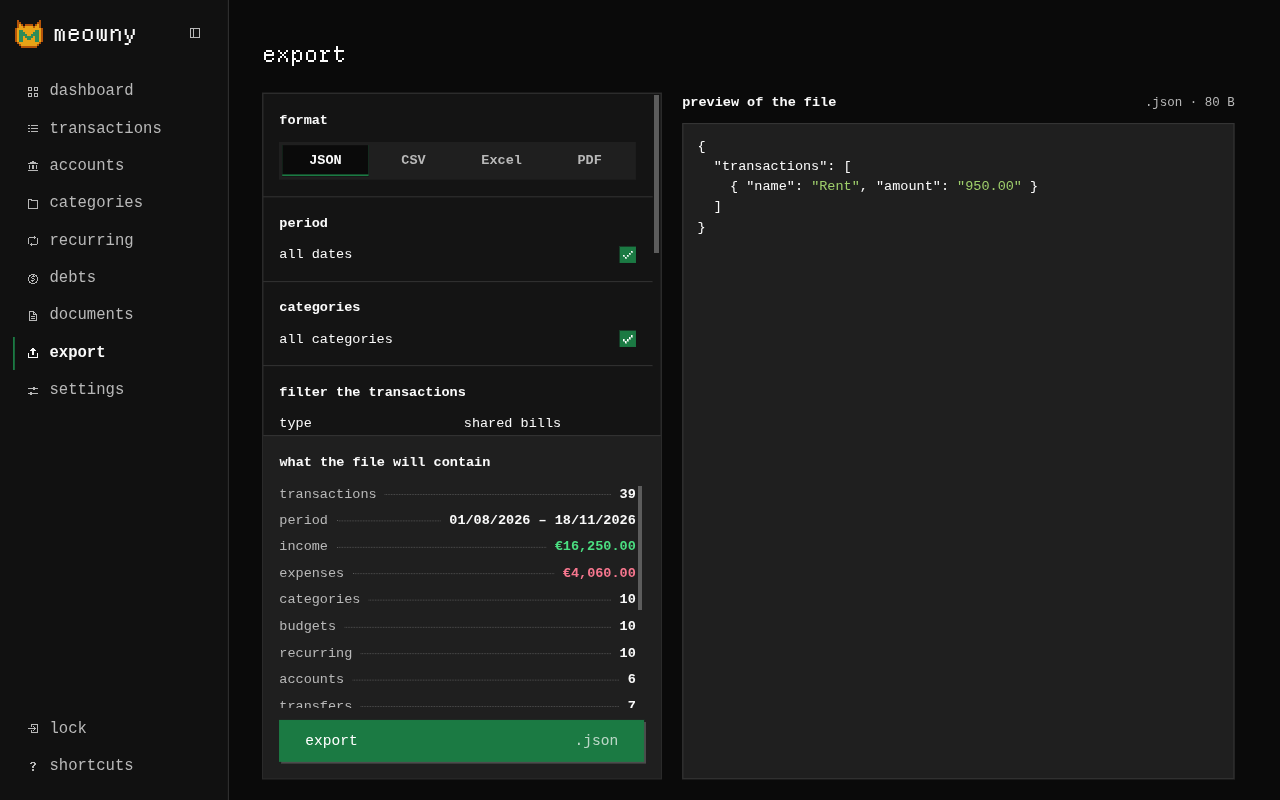 meowny
dashboard
transactions
accounts
categories
recurring
debts
documents
export
settings
lock
? shortcuts
export
format
JSON CSV Excel PDF
period
all dates
categories
all categories
filter the transactions
type shared bills
what the file will contain
transactions 39
period 01/08/2026 – 18/11/2026
income €16,250.00
expenses €4,060.00
categories 10
budgets 10
recurring 10
accounts 6
transfers 7
export .json
preview of the file .json · 80 B
{
  "transactions": [
    { "name": "Rent", "amount": "950.00" }
  ]
}